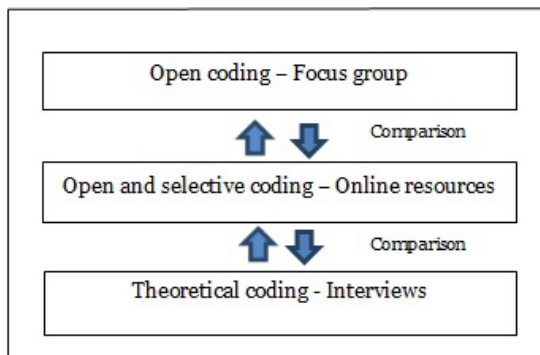 Open coding – Focus group
Comparison
Open and selective coding – Online resources
Comparison
Theoretical coding - Interviews